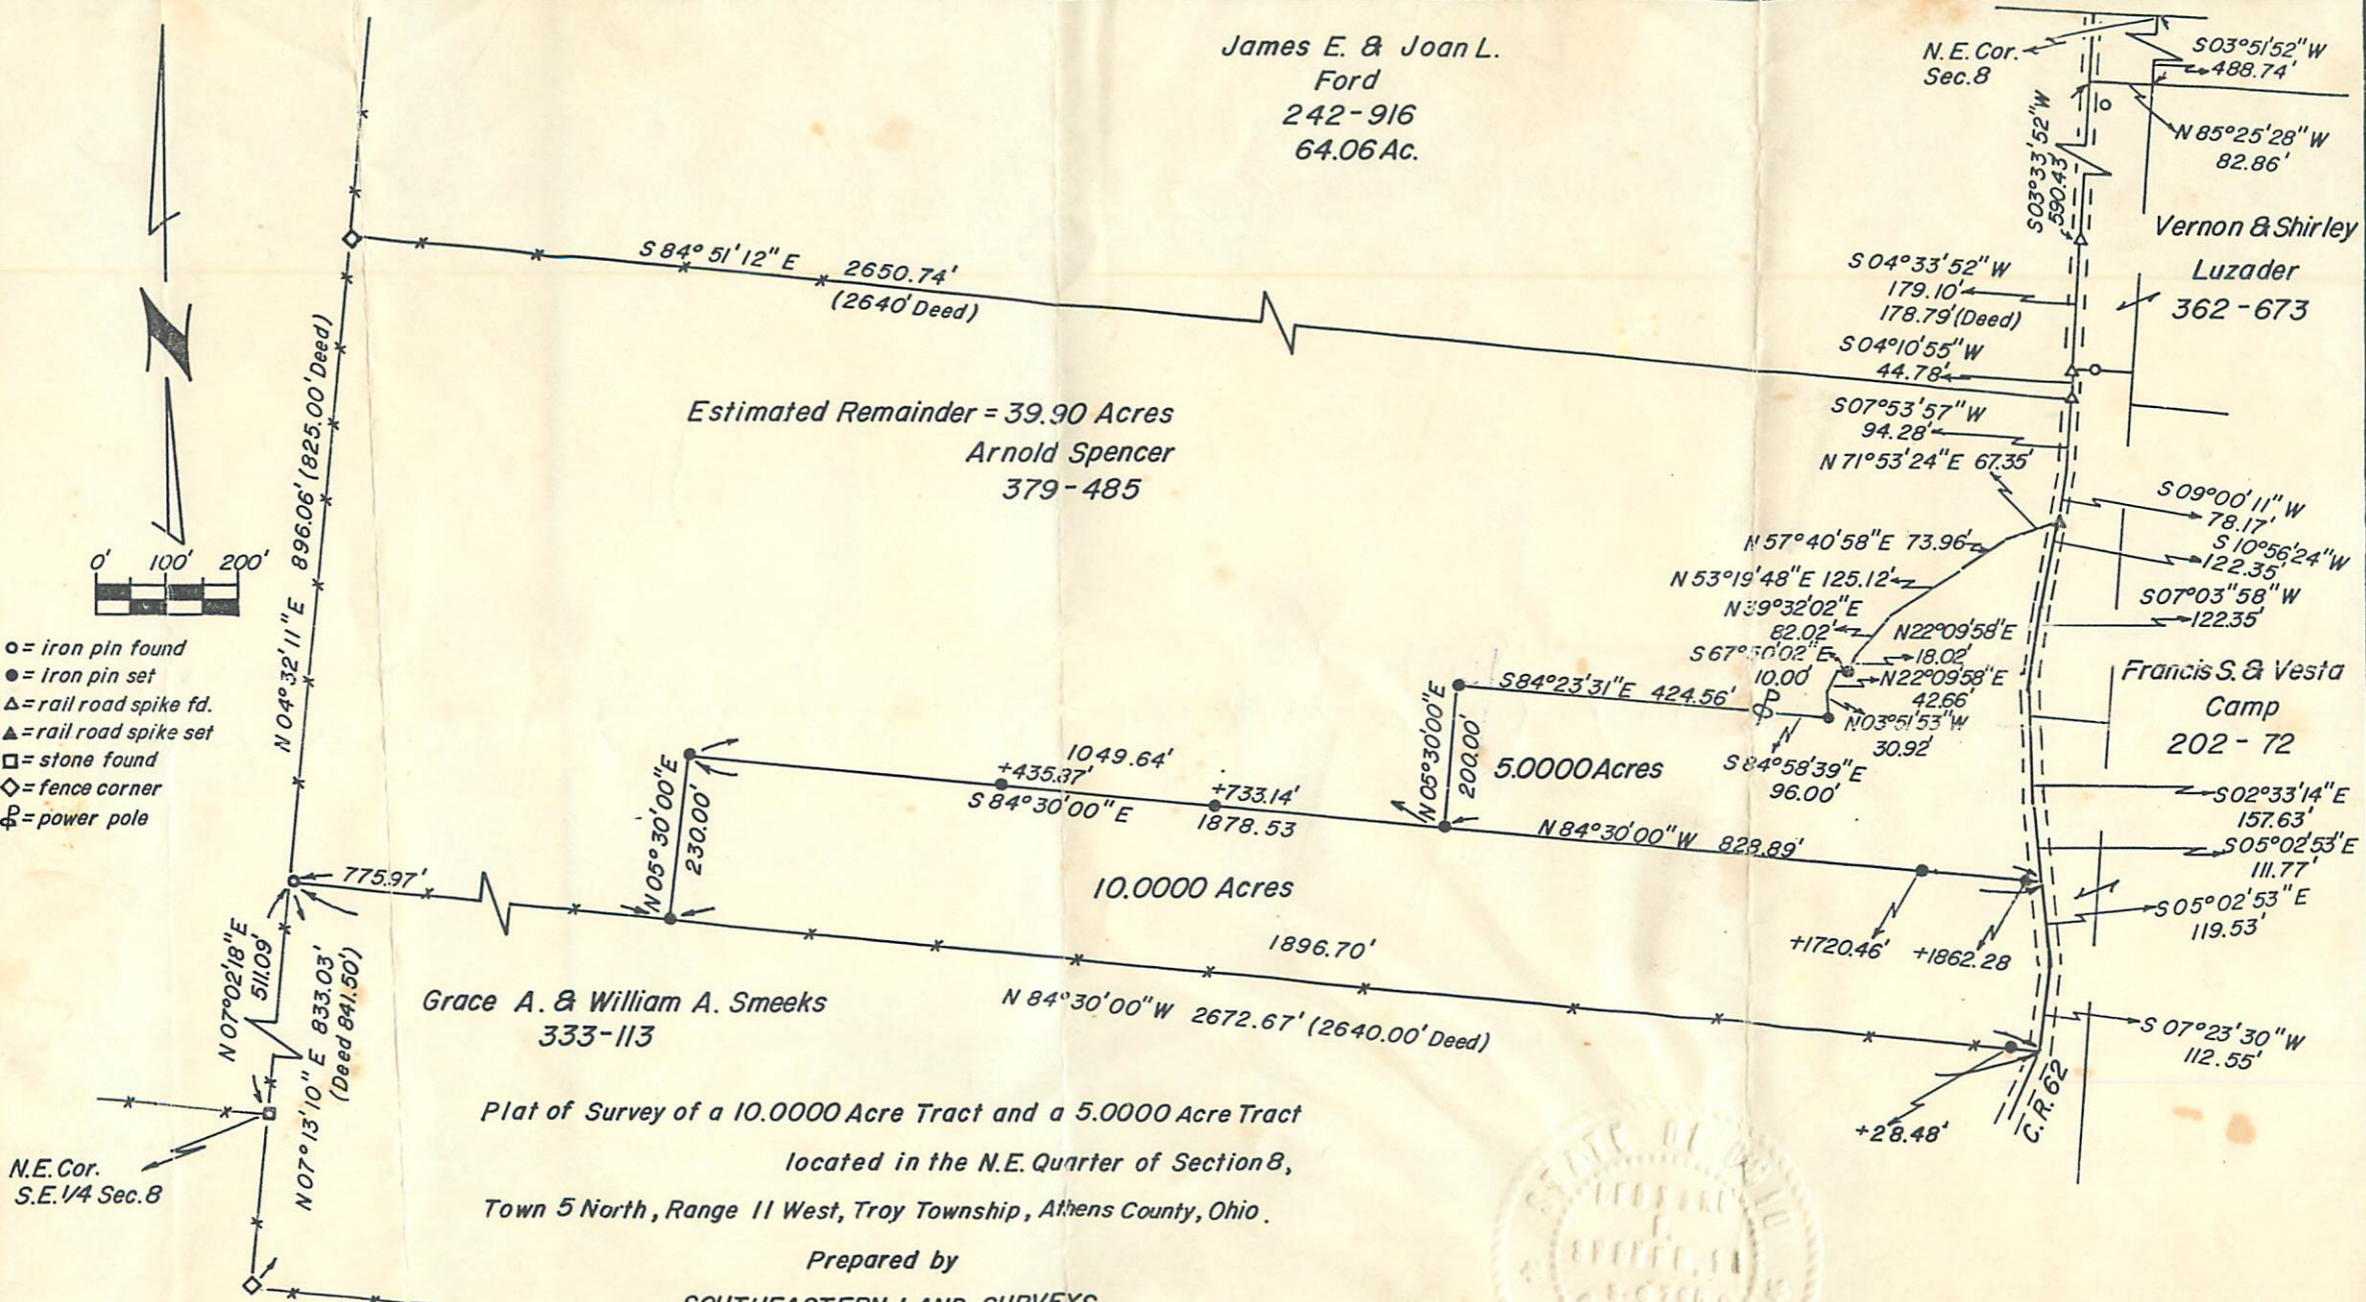 James E. & Joan L.
Ford
242-916
64.06 Ac.
N.E. Cor.
Sec. 8
S03°51'52"W
488.74'
N85°25'28"W
82.86'
S03°33'52"W
590.43'
Vernon & Shirley
Luzader
362-673
S84°51'12"E 2650.74'
(2640' Deed)
S04°33'52"W
179.10'
178.79'(Deed)
S04°10'55"W
44.78'
S07°53'57"W
94.28'
N71°53'24"E 67.35'
Estimated Remainder = 39.90 Acres
Arnold Spencer
379-485
N04°32'11"E 896.06' (825.00' Deed)
0' 100' 200'
O = iron pin found
● = iron pin set
△ = rail road spike fd.
▲ = rail road spike set
□ = stone found
◇ = fence corner
= power pole
S09°00'11"W
78.17'
S10°56'24"W
122.35'
S07°03'58"W
122.35'
N57°40'58"E 73.96'
N53°19'48"E 125.12'
N39°32'02"E
82.02'
N22°09'58"E
18.02'
S67°50'02"E
10.00'
N22°09'58"E
42.66'
N03°51'53"W
30.92'
S84°23'31"E 424.56'
S84°58'39"E
96.00'
Francis S. & Vesta
Camp
202-72
N05°30'00"E
200.00'
5.0000 Acres
1049.64'
+435.37'
S84°30'00"E
+733.14'
1878.53
N05°30'00"E
230.00'
N84°30'00"W 828.89'
S02°33'14"E
157.63'
S05°02'53"E
111.77'
S05°02'53"E
119.53'
775.97'
10.0000 Acres
+1720.46'
+1862.28
1896.70'
N84°30'00"W 2672.67' (2640.00' Deed)
N07°02'18"E
511.09'
N07°13'10"E 833.03'
(Deed 841.50')
Grace A. & William A. Smeeks
333-113
S07°23'30"W
112.55'
C.R. 62
+28.48'
N.E. Cor.
S.E. 1/4 Sec. 8
Plat of Survey of a 10.0000 Acre Tract and a 5.0000 Acre Tract
located in the N.E. Quarter of Section 8,
Town 5 North, Range 11 West, Troy Township, Athens County, Ohio.
Prepared by
SOUTHEASTERN LAND SURVEYS
STATE OF OHIO